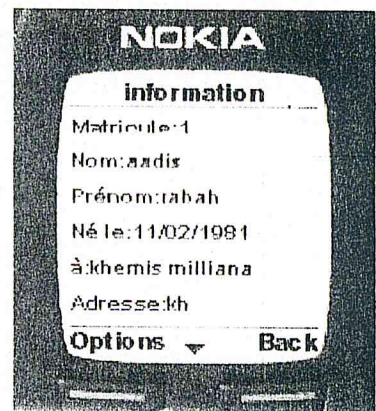 NOKIA
information
Matricule:1
Nom:aadis
Prénom:rabah
Né le:11/02/1981
à:khemis milliana
Adresse:kh
Options Back